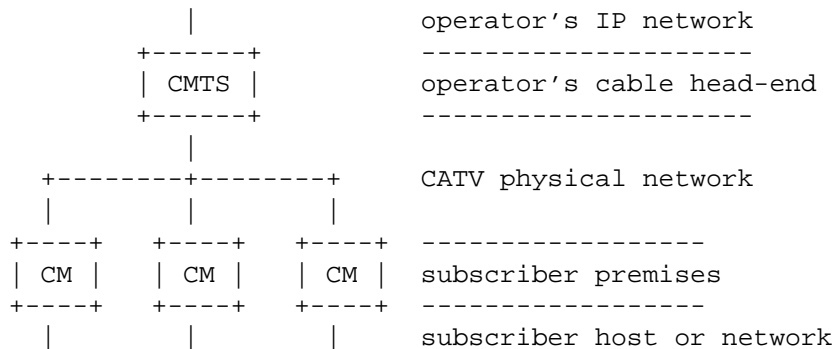 operator's IP network
CMTS operator's cable head-end
CATV physical network
CM CM CM subscriber premises
subscriber host or network